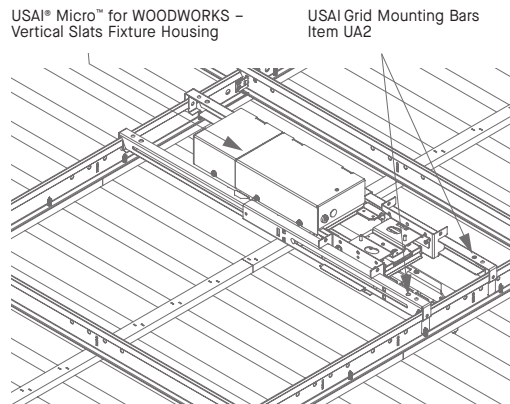 USAI® Micro™ for WOODWORKS –
Vertical Slats Fixture Housing
USAI Grid Mounting Bars
Item UA2